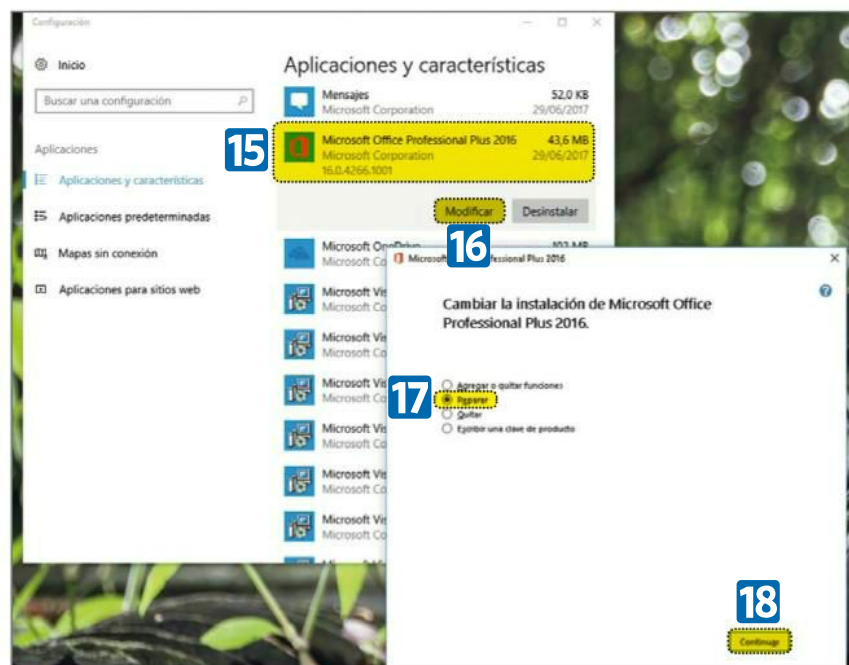 Configuración
Inicio
Buscar una configuración
Aplicaciones
Aplicaciones y características
Aplicaciones predeterminadas
Mapas sin conexión
Aplicaciones para sitios web
Aplicaciones y características
Mensajes 52,0 KB
Microsoft Corporation 29/06/2017
15
Microsoft Office Professional Plus 2016 43,6 MB
Microsoft Corporation 29/06/2017
16.0.4266.1001
Modificar Desinstalar
16
Microsoft OneDrive 102 MB
Microsoft Co
Microsoft Vis
Microsoft Co
Microsoft Vis
Microsoft Co
Microsoft Vis
Microsoft Co
Microsoft Vis
Microsoft Co
Microsoft Vis
Microsoft Co
Microsoft Vis
Microsoft Co
Plus 2016
Cambiar la instalación de Microsoft Office
Professional Plus 2016.
17
Agregar o quitar funciones
Reparar
Quitar
Escribir una clave de producto
18
Continuar